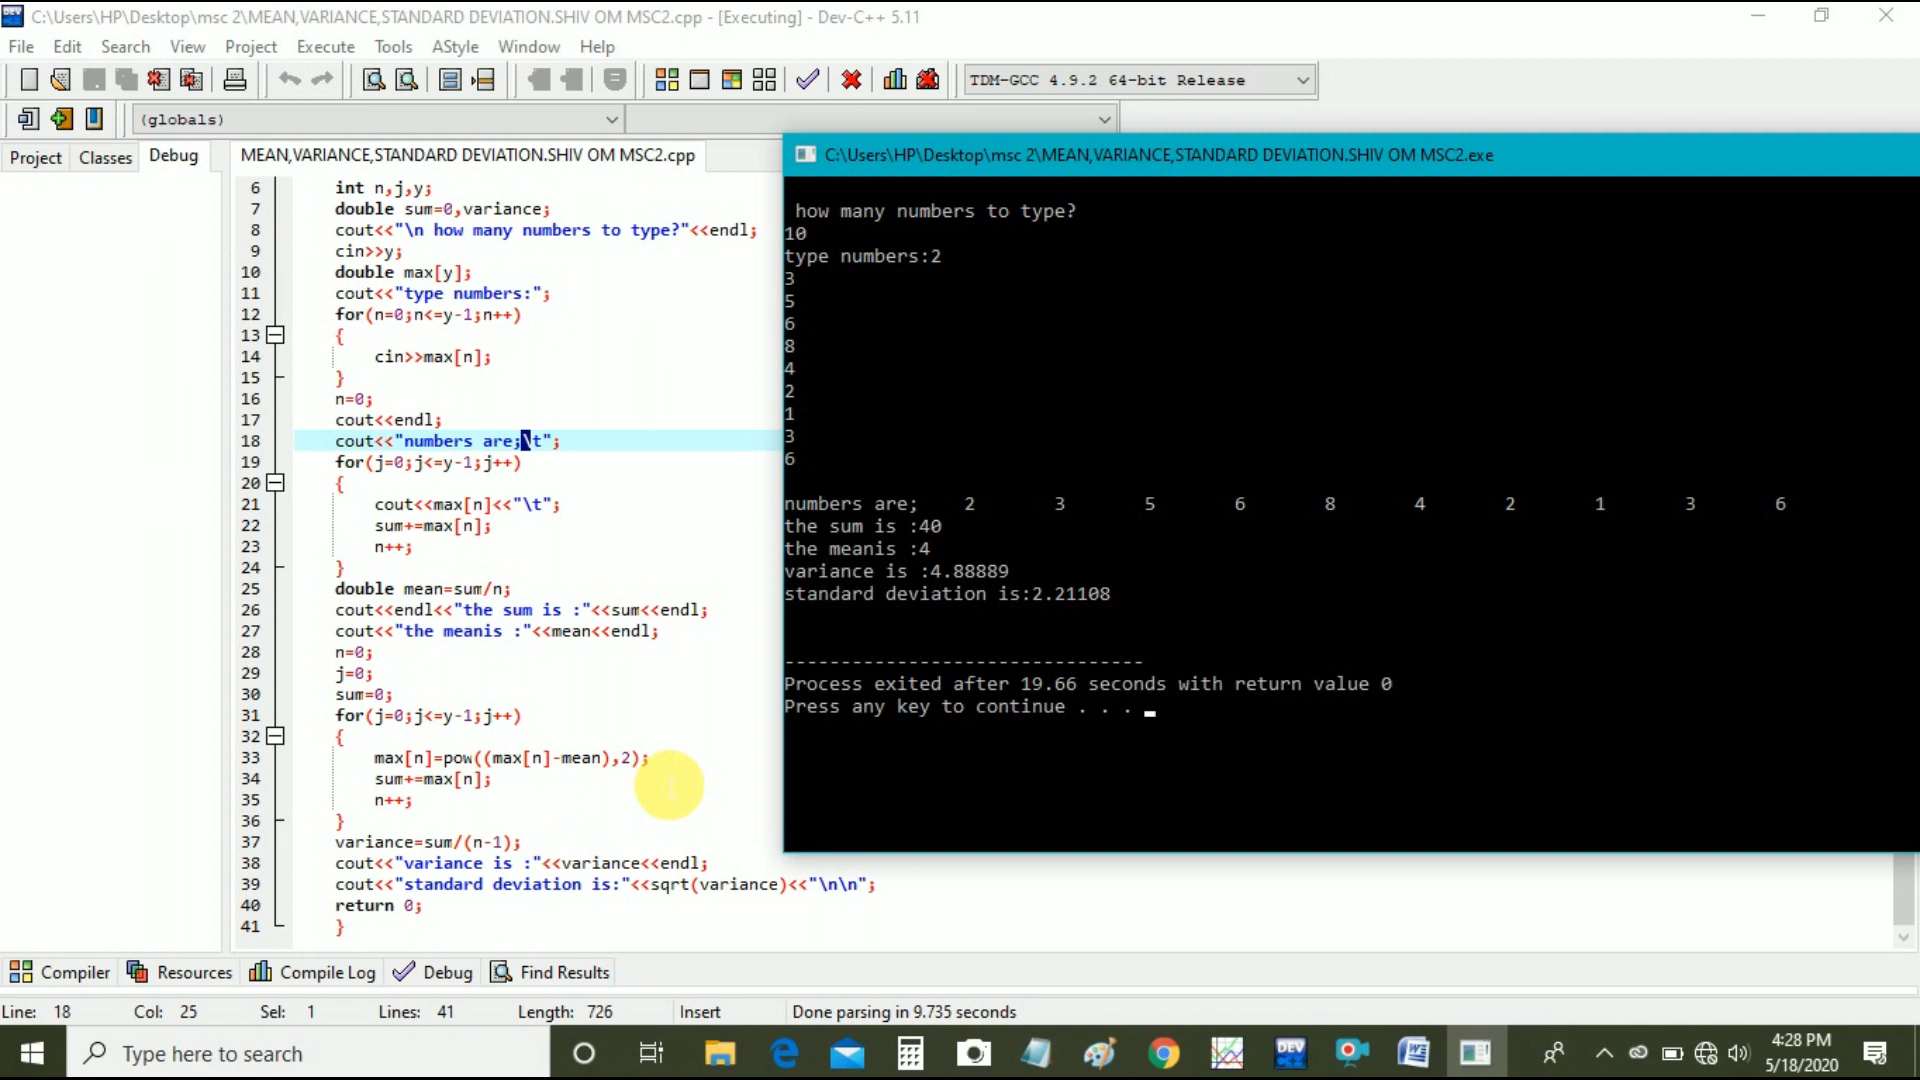 C:\Users\HP\Desktop\msc 2\MEAN,VARIANCE,STANDARD DEVIATION.SHIV OM MSC2.cpp - [Executing] - Dev-C++ 5.11
File Edit Search View Project Execute Tools AStyle Window Help
TDM-GCC 4.9.2 64-bit Release
(globals)
Project Classes Debug
MEAN,VARIANCE,STANDARD DEVIATION.SHIV OM MSC2.cpp
6 int n,j,y;
7 double sum=0,variance;
8 cout<<"\n how many numbers to type?"<<endl;
9 cin>>y;
10 double max[y];
11 cout<<"type numbers:";
12 for(n=0;n<=y-1;n++)
13 {
14 cin>>max[n];
15 }
16 n=0;
17 cout<<endl;
18 cout<<"numbers are;\t";
19 for(j=0;j<=y-1;j++)
20 {
21 cout<<max[n]<<"\t";
22 sum+=max[n];
23 n++;
24 }
25 double mean=sum/n;
26 cout<<endl<<"the sum is :"<<sum<<endl;
27 cout<<"the meanis :"<<mean<<endl;
28 n=0;
29 j=0;
30 sum=0;
31 for(j=0;j<=y-1;j++)
32 {
33 max[n]=pow((max[n]-mean),2);
34 sum+=max[n];
35 n++;
36 }
37 variance=sum/(n-1);
38 cout<<"variance is :"<<variance<<endl;
39 cout<<"standard deviation is:"<<sqrt(variance)<<"\n\n";
40 return 0;
41 }
C:\Users\HP\Desktop\msc 2\MEAN,VARIANCE,STANDARD DEVIATION.SHIV OM MSC2.exe
how many numbers to type?
10
type numbers:2
3
5
6
8
4
2
1
3
6
numbers are; 2 3 5 6 8 4 2 1 3 6
the sum is :40
the meanis :4
variance is :4.88889
standard deviation is:2.21108
--------------------------------
Process exited after 19.66 seconds with return value 0
Press any key to continue . . .
Compiler Resources Compile Log Debug Find Results
Line: 18 Col: 25 Sel: 1 Lines: 41 Length: 726 Insert Done parsing in 9.735 seconds
Type here to search
DEV
4:28 PM
5/18/2020